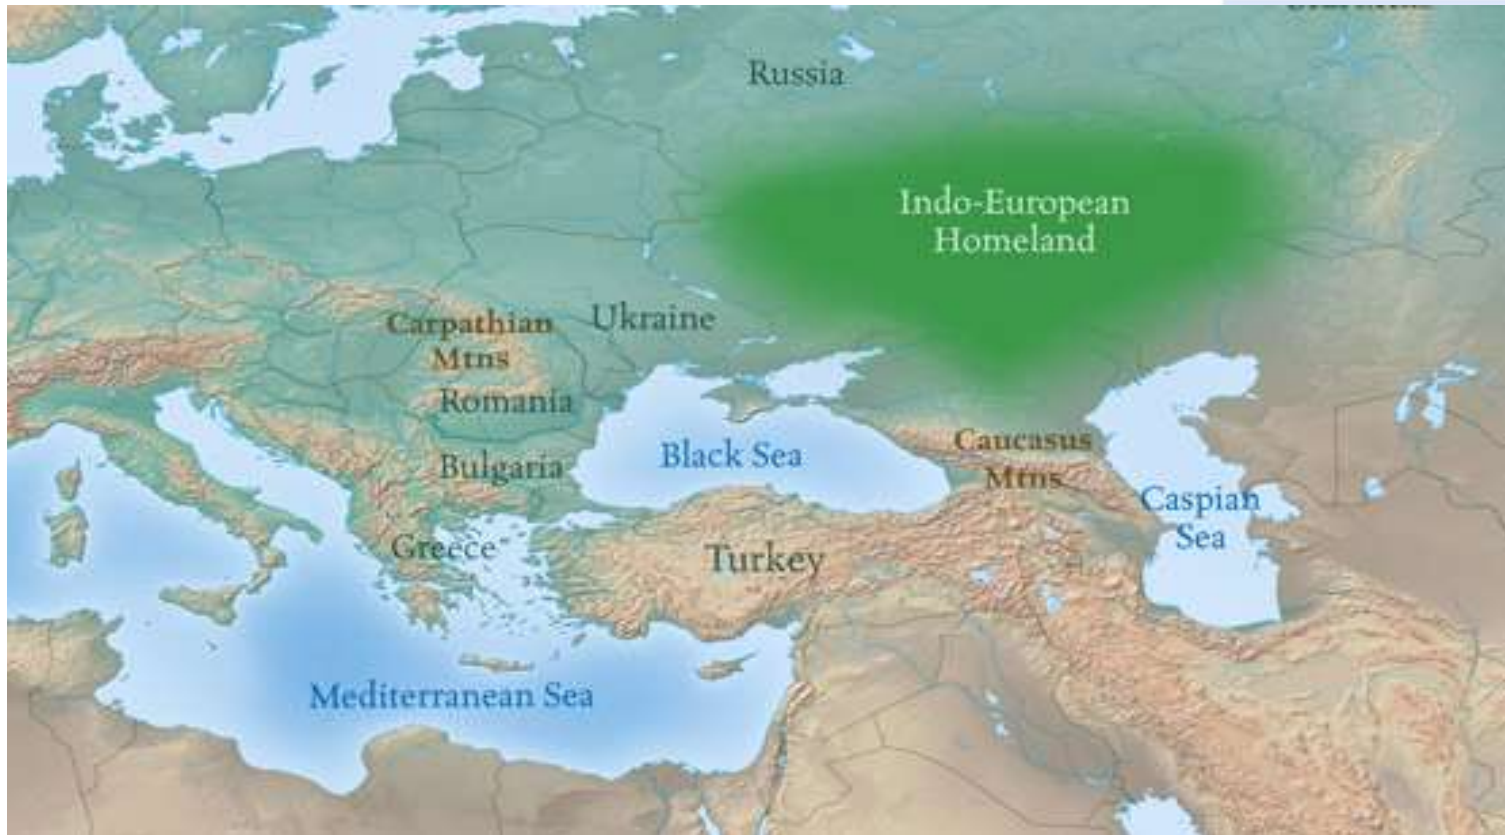 Russia
Indo-European
Homeland
Carpathian
Mtns
Ukraine
Romania
Black Sea
Caucasus
Mtns
Bulgaria
Caspian
Sea
Greece
Turkey
Mediterranean Sea